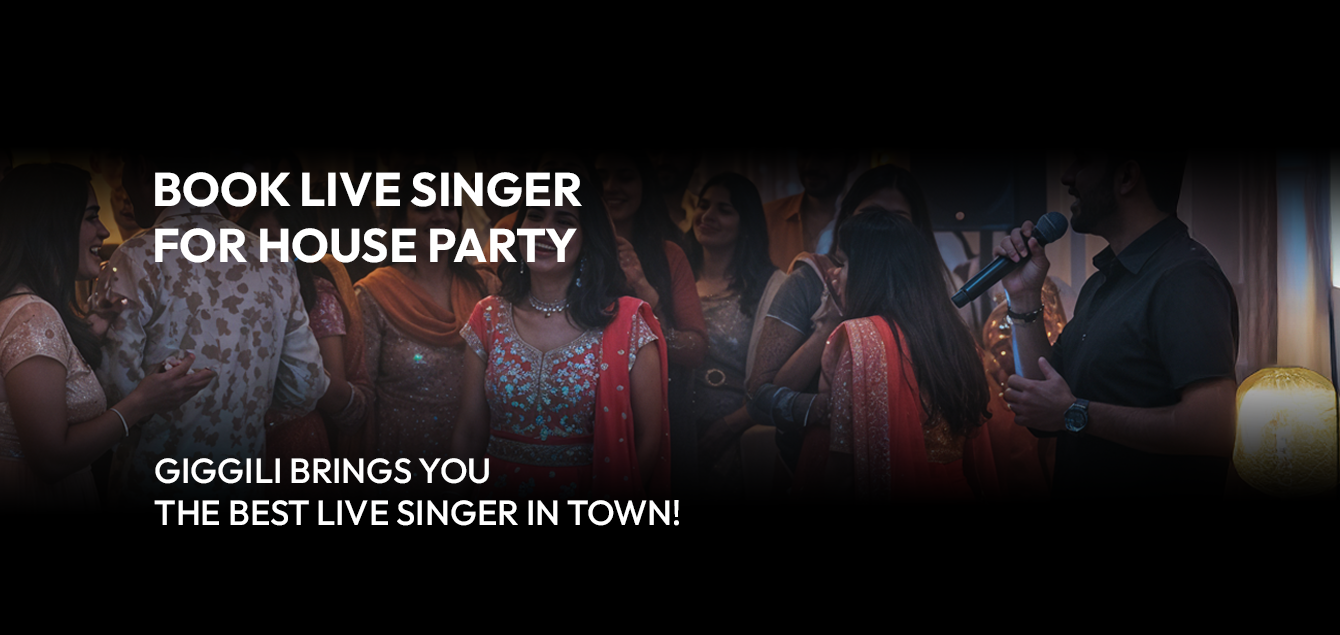 BOOK LIVE SINGER
FOR HOUSE PARTY
GIGGILI BRINGS YOU
THE BEST LIVE SINGER IN TOWN!